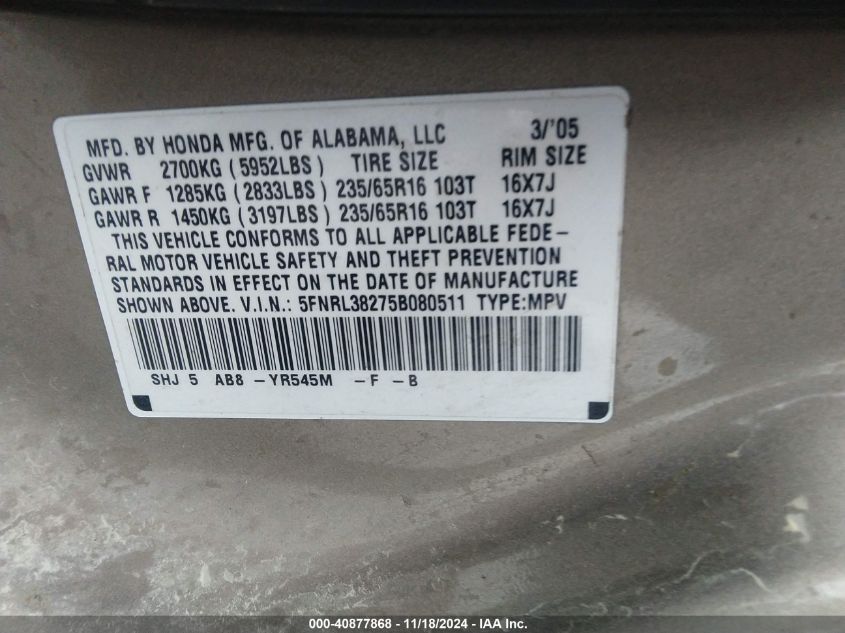 MFD. BY HONDA MFG. OF ALABAMA, LLC 3/'05
GVWR 2700KG (5952LBS) TIRE SIZE RIM SIZE
GAWR F 1285KG (2833LBS) 235/65R16 103T 16X7J
GAWR R 1450KG (3197LBS) 235/65R16 103T 16X7J
THIS VEHICLE CONFORMS TO ALL APPLICABLE FEDE-
RAL MOTOR VEHICLE SAFETY AND THEFT PREVENTION
STANDARDS IN EFFECT ON THE DATE OF MANUFACTURE
SHOWN ABOVE. V.I.N.: 5FNRL38275B080511 TYPE:MPV
SHJ 5 AB8 -YR545M -F -B
000-40877868 - 11/18/2024 - IAA Inc.